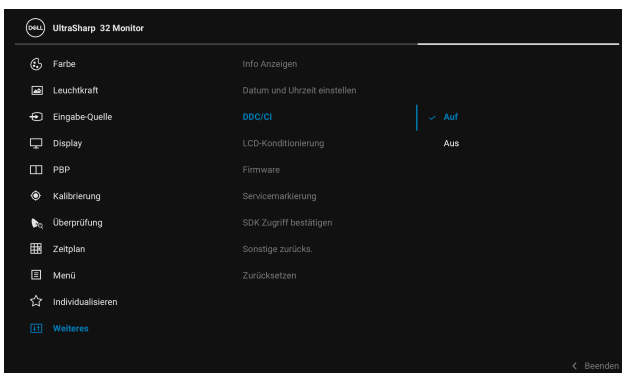 DELL UltraSharp 32 Monitor
Farbe Info Anzeigen
Leuchtkraft Datum und Uhrzeit einstellen
Eingabe-Quelle DDC/CI Auf
Display LCD-Konditionierung Aus
PBP Firmware
Kalibrierung Servicemarkierung
Überprüfung SDK Zugriff bestätigen
Zeitplan Sonstige zurücks.
Menü Zurücksetzen
Individualisieren
Weiteres
Beenden